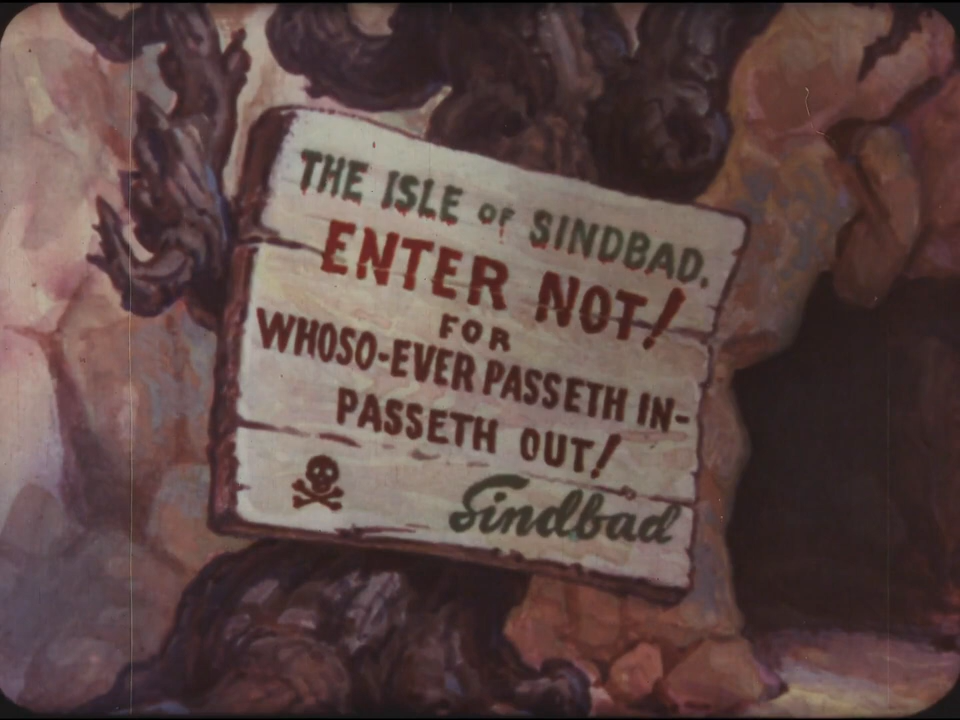 THE ISLE OF SINDBAD.
ENTER NOT!
FOR
WHOSO-EVER PASSETH IN-
PASSETH OUT!
Sindbad